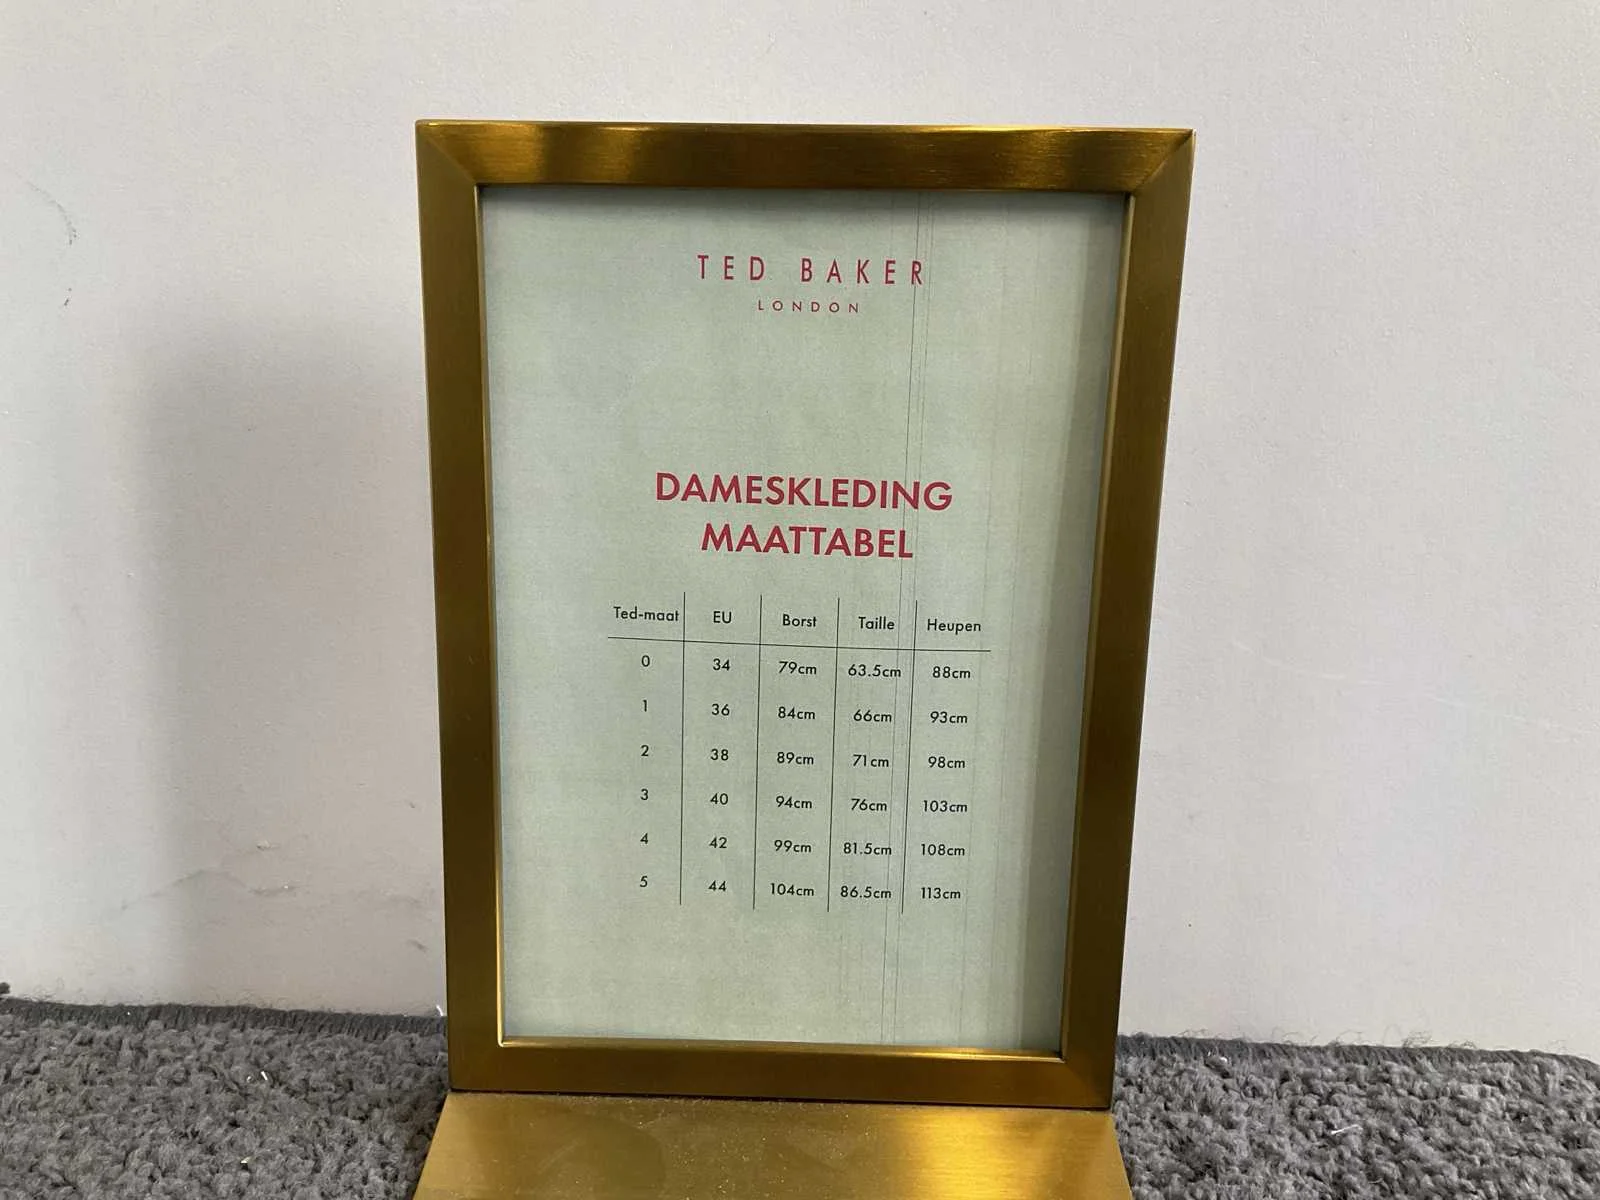 TED BAKER
LONDON
DAMESKLEDING
MAATTABEL
Ted-maat EU Borst Taille Heupen
0 34 79cm 63.5cm 88cm
1 36 84cm 66cm 93cm
2 38 89cm 71cm 98cm
3 40 94cm 76cm 103cm
4 42 99cm 81.5cm 108cm
5 44 104cm 86.5cm 113cm